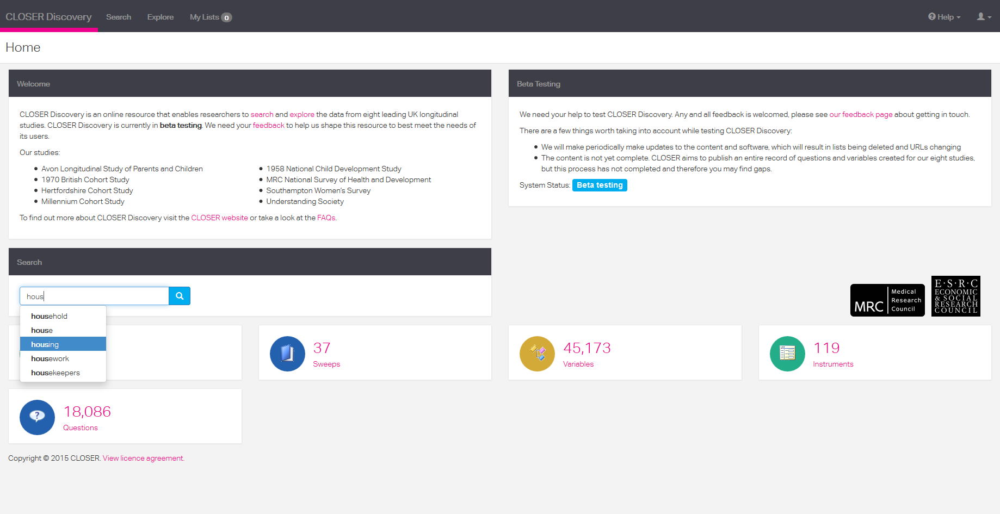 CLOSER Discovery
Search
Explore
My Lists 0
Help
Home
Welcome
CLOSER Discovery is an online resource that enables researchers to search and explore the data from eight leading UK longitudinal
studies. CLOSER Discovery is currently in beta testing. We need your feedback to help us shape this resource to best meet the needs of
its users.
Our studies:
Avon Longitudinal Study of Parents and Children
1970 British Cohort Study
Hertfordshire Cohort Study
Millennium Cohort Study
1958 National Child Development Study
MRC National Survey of Health and Development
Southampton Women's Survey
Understanding Society
To find out more about CLOSER Discovery visit the CLOSER website or take a look at the FAQs.
Beta Testing
We need your help to test CLOSER Discovery. Any and all feedback is welcomed, please see our feedback page about getting in touch.
There are a few things worth taking into account while testing CLOSER Discovery:
We will make periodically make updates to the content and software, which will result in lists being deleted and URLs changing
The content is not yet complete. CLOSER aims to publish an entire record of questions and variables created for our eight studies,
but this process has not completed and therefore you may find gaps.
System Status: Beta testing
Search
hous
household
house
housing
housework
housekeepers
MRC
Medical
Research
Council
E·S·R·C
ECONOMIC
& SOCIAL
RESEARCH
COUNCIL
37
Sweeps
45,173
Variables
119
Instruments
?
18,086
Questions
Copyright © 2015 CLOSER. View licence agreement.